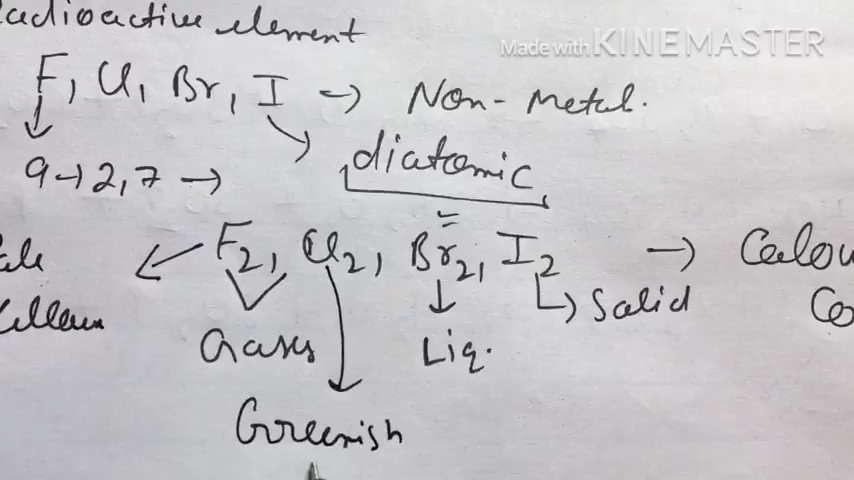 Radioactive element
Made with KINEMASTER
F, Cl, Br, I → Non-Metal.
9→2,7 → diatomic
F2, Cl2, Br2, I2 →
Gases Liq. Solid
Greenish